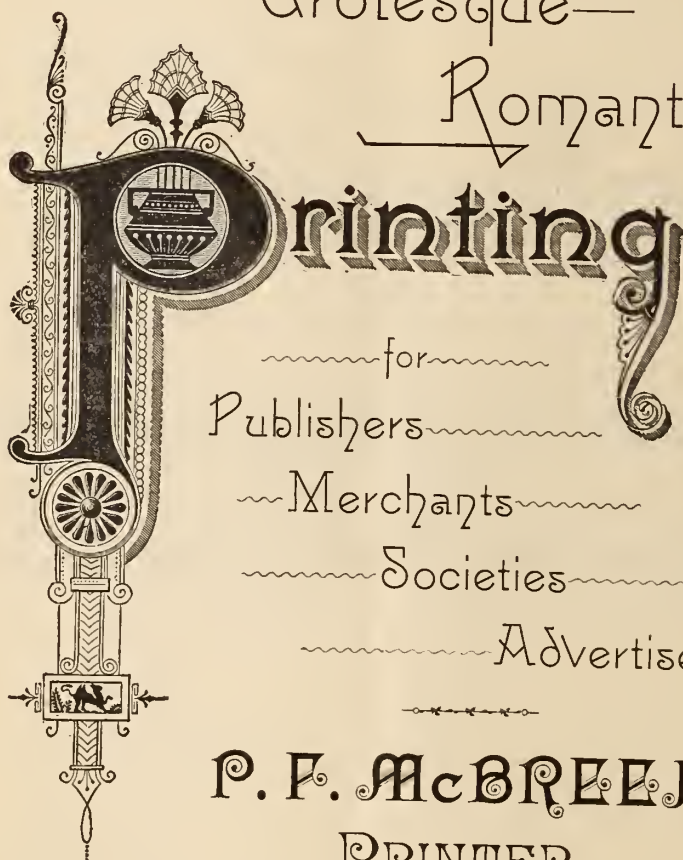 Grotesque—
Romant
Printing
for
Publishers
Merchants
Societies
Advertise
P. F. McBREE
PRINTER